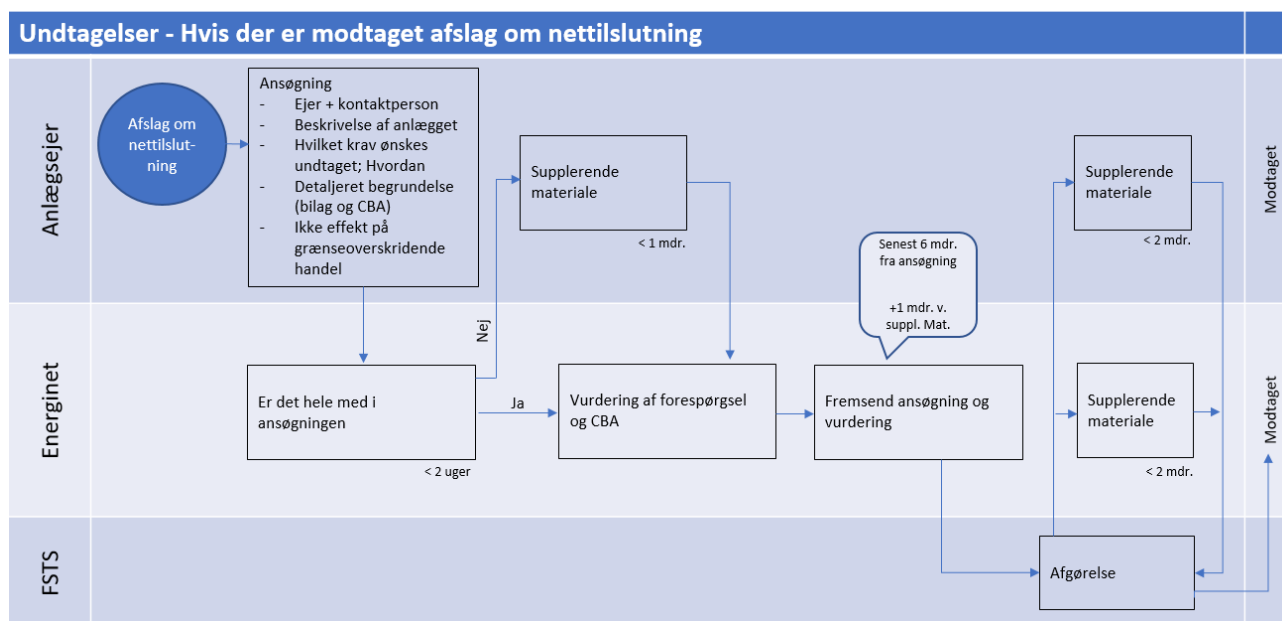 Undtagelser - Hvis der er modtaget afslag om nettilslutning
Anlægsejer
Afslag om
nettilslut-
ning
Ansøgning
- Ejer + kontaktperson
- Beskrivelse af anlægget
- Hvilket krav ønskes
undtaget; Hvordan
- Detaljeret begrundelse
(bilag og CBA)
- Ikke effekt på
grænseoverskridende
handel
Supplerende
materiale
< 1 mdr.
Senest 6 mdr.
fra ansøgning
+1 mdr. v.
suppl. Mat.
Supplerende
materiale
< 2 mdr.
Modtaget
Energinet
Er det hele med i
ansøgningen
< 2 uger
Nej
Ja
Vurdering af forespørgsel
og CBA
Fremsend ansøgning og
vurdering
Supplerende
materiale
< 2 mdr.
Modtaget
FSTS
Afgørelse